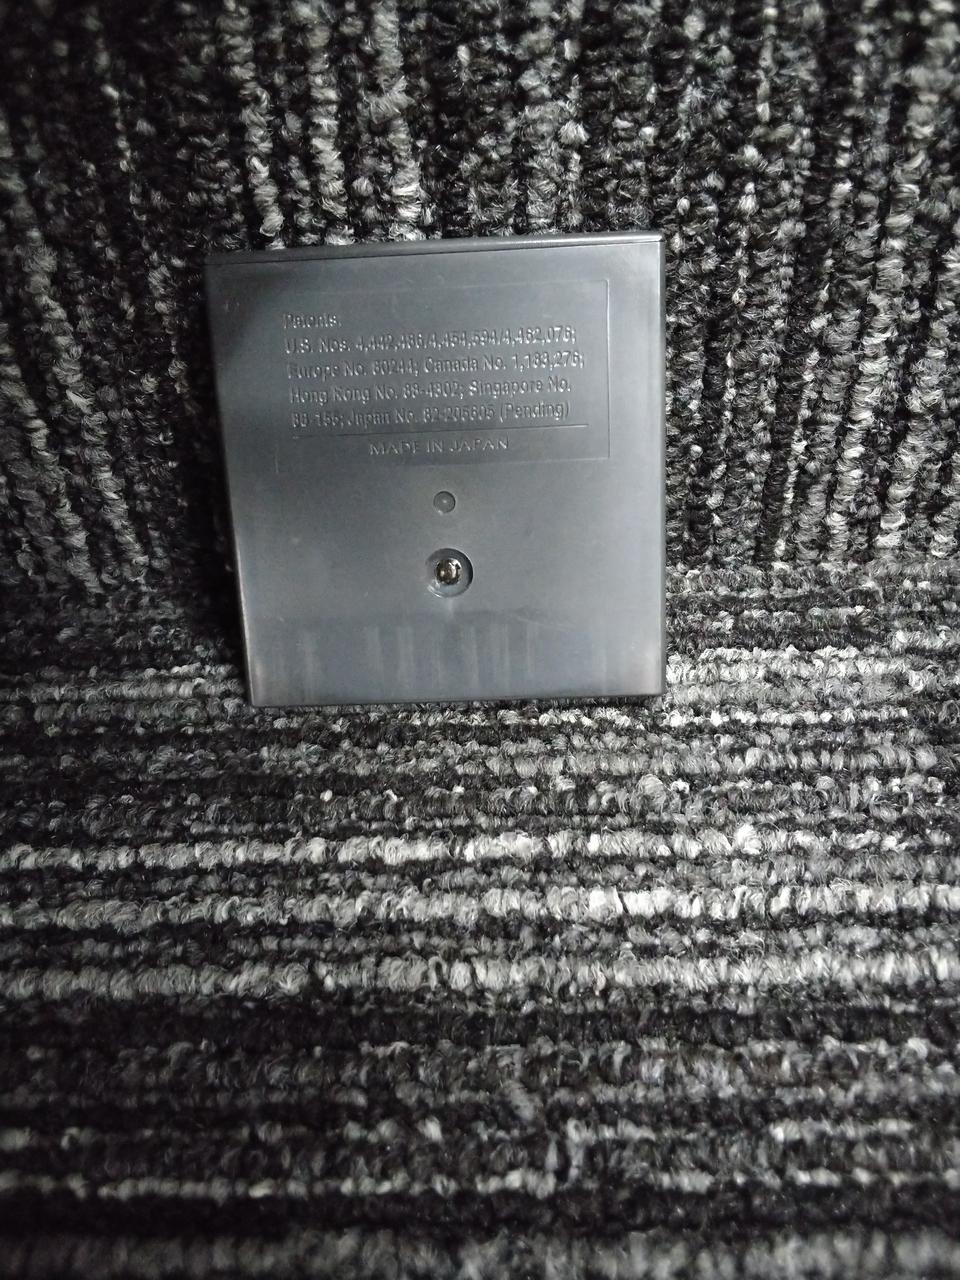 Patents:
U.S. Nos. 4,442,486/4,454,594/4,462,076;
Europe No. 80244; Canada No. 1,183,276;
Hong Kong No. 88-4302; Singapore No.
88-155; Japan No. 82-205605 (Pending)
MADE IN JAPAN